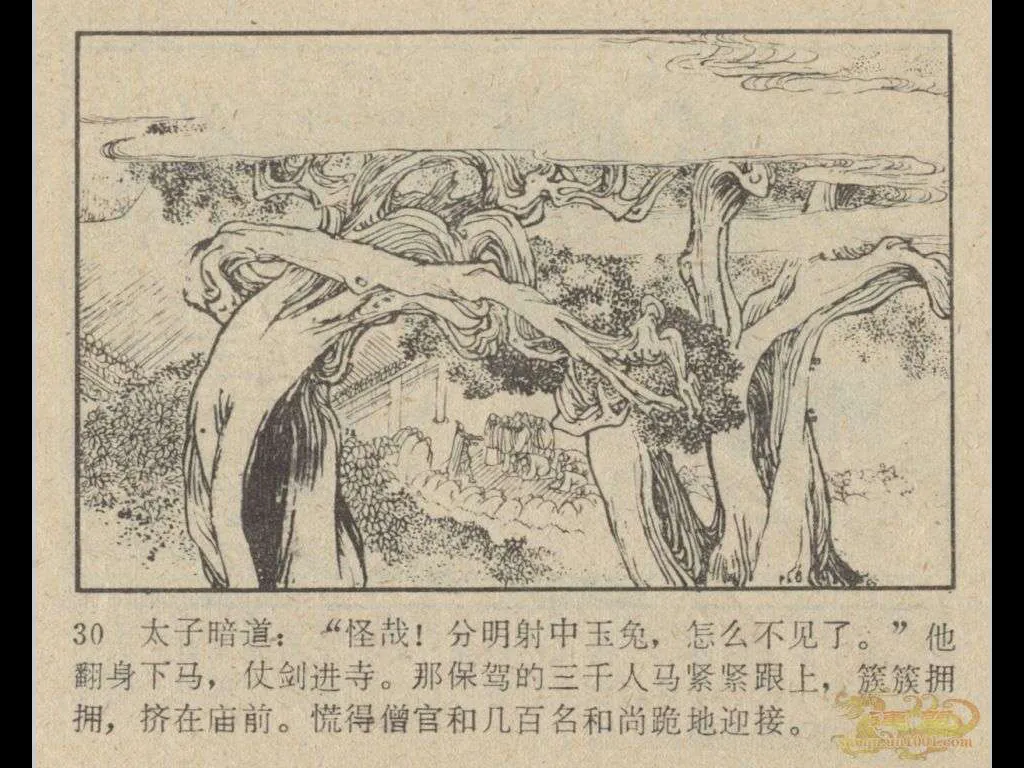 30 太子暗道：“怪哉！分明射中玉兔，怎么不见了。”他
翻身下马，仗剑进寺。那保驾的三千人马紧紧跟上，簇簇拥
拥，挤在庙前。慌得僧官和几百名和尚跪地迎接。